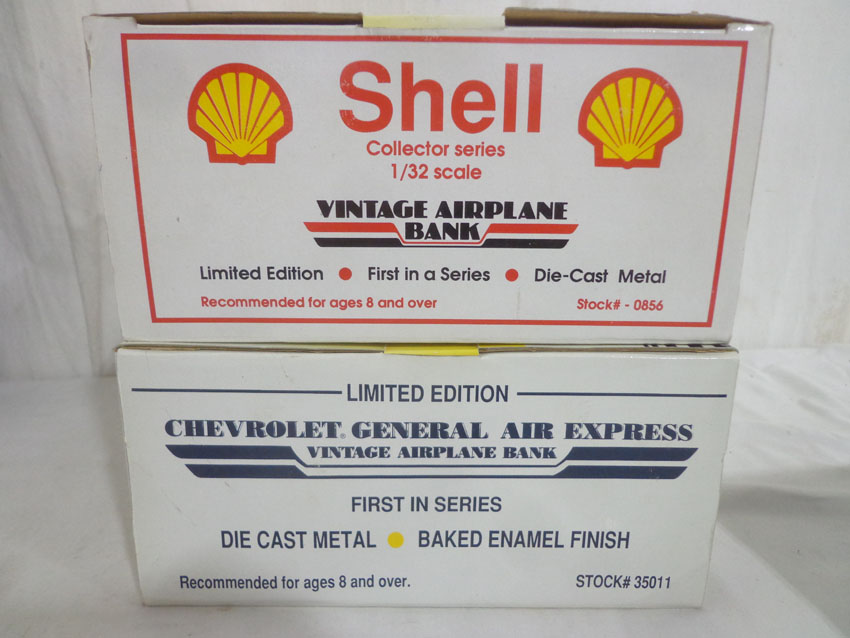 Shell
Collector series
1/32 scale
VINTAGE AIRPLANE
BANK
Limited Edition ● First in a Series ● Die-Cast Metal
Recommended for ages 8 and over Stock# - 0856
LIMITED EDITION
CHEVROLET® GENERAL AIR EXPRESS
VINTAGE AIRPLANE BANK
FIRST IN SERIES
DIE CAST METAL ● BAKED ENAMEL FINISH
Recommended for ages 8 and over. STOCK# 35011